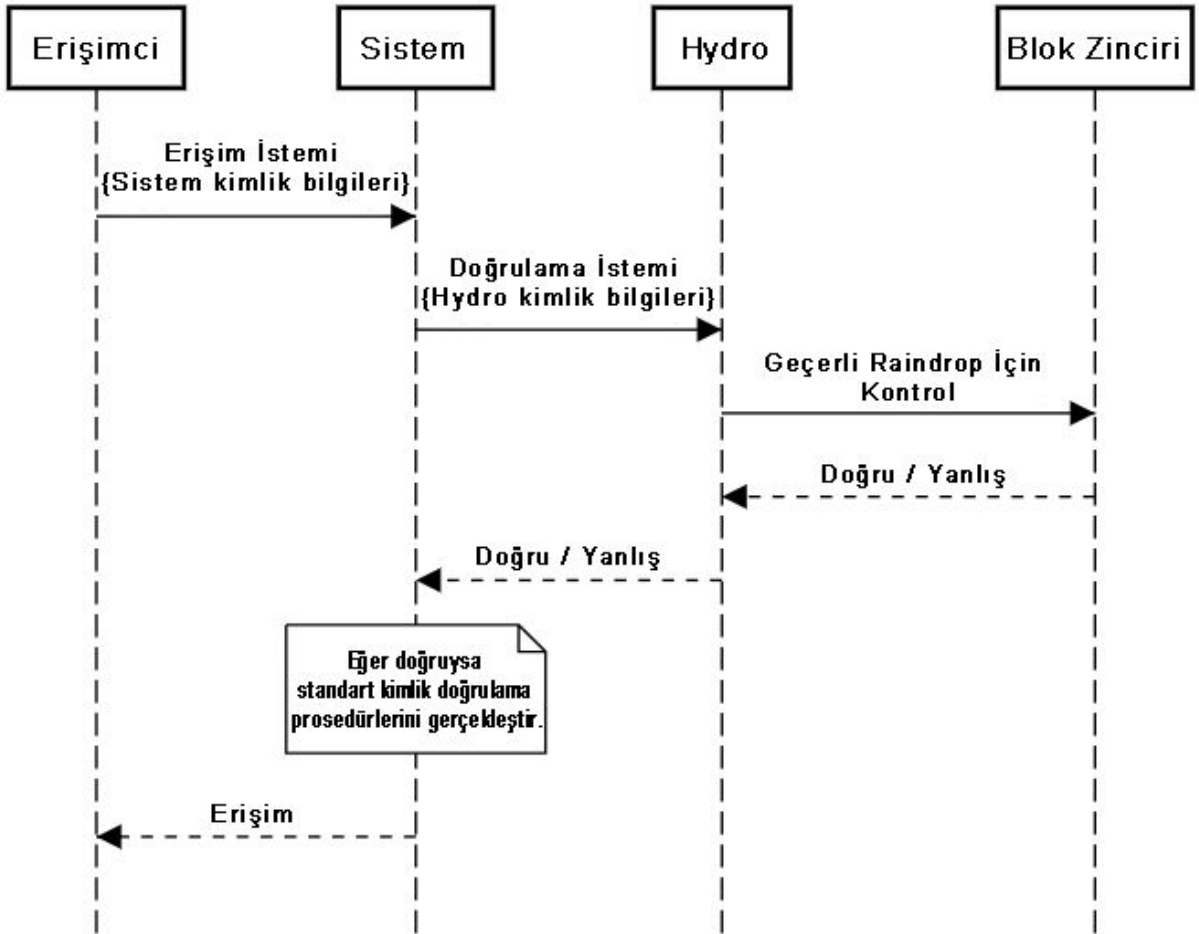 Erişimci
Sistem
Hydro
Blok Zinciri
Erişim İstemi
{Sistem kimlik bilgileri}
Doğrulama İstemi
{Hydro kimlik bilgileri}
Geçerli Raindrop İçin
Kontrol
Doğru / Yanlış
Doğru / Yanlış
Eğer doğruysa
standart kimlik doğrulama
prosedürlerini gerçekleştir.
Erişim